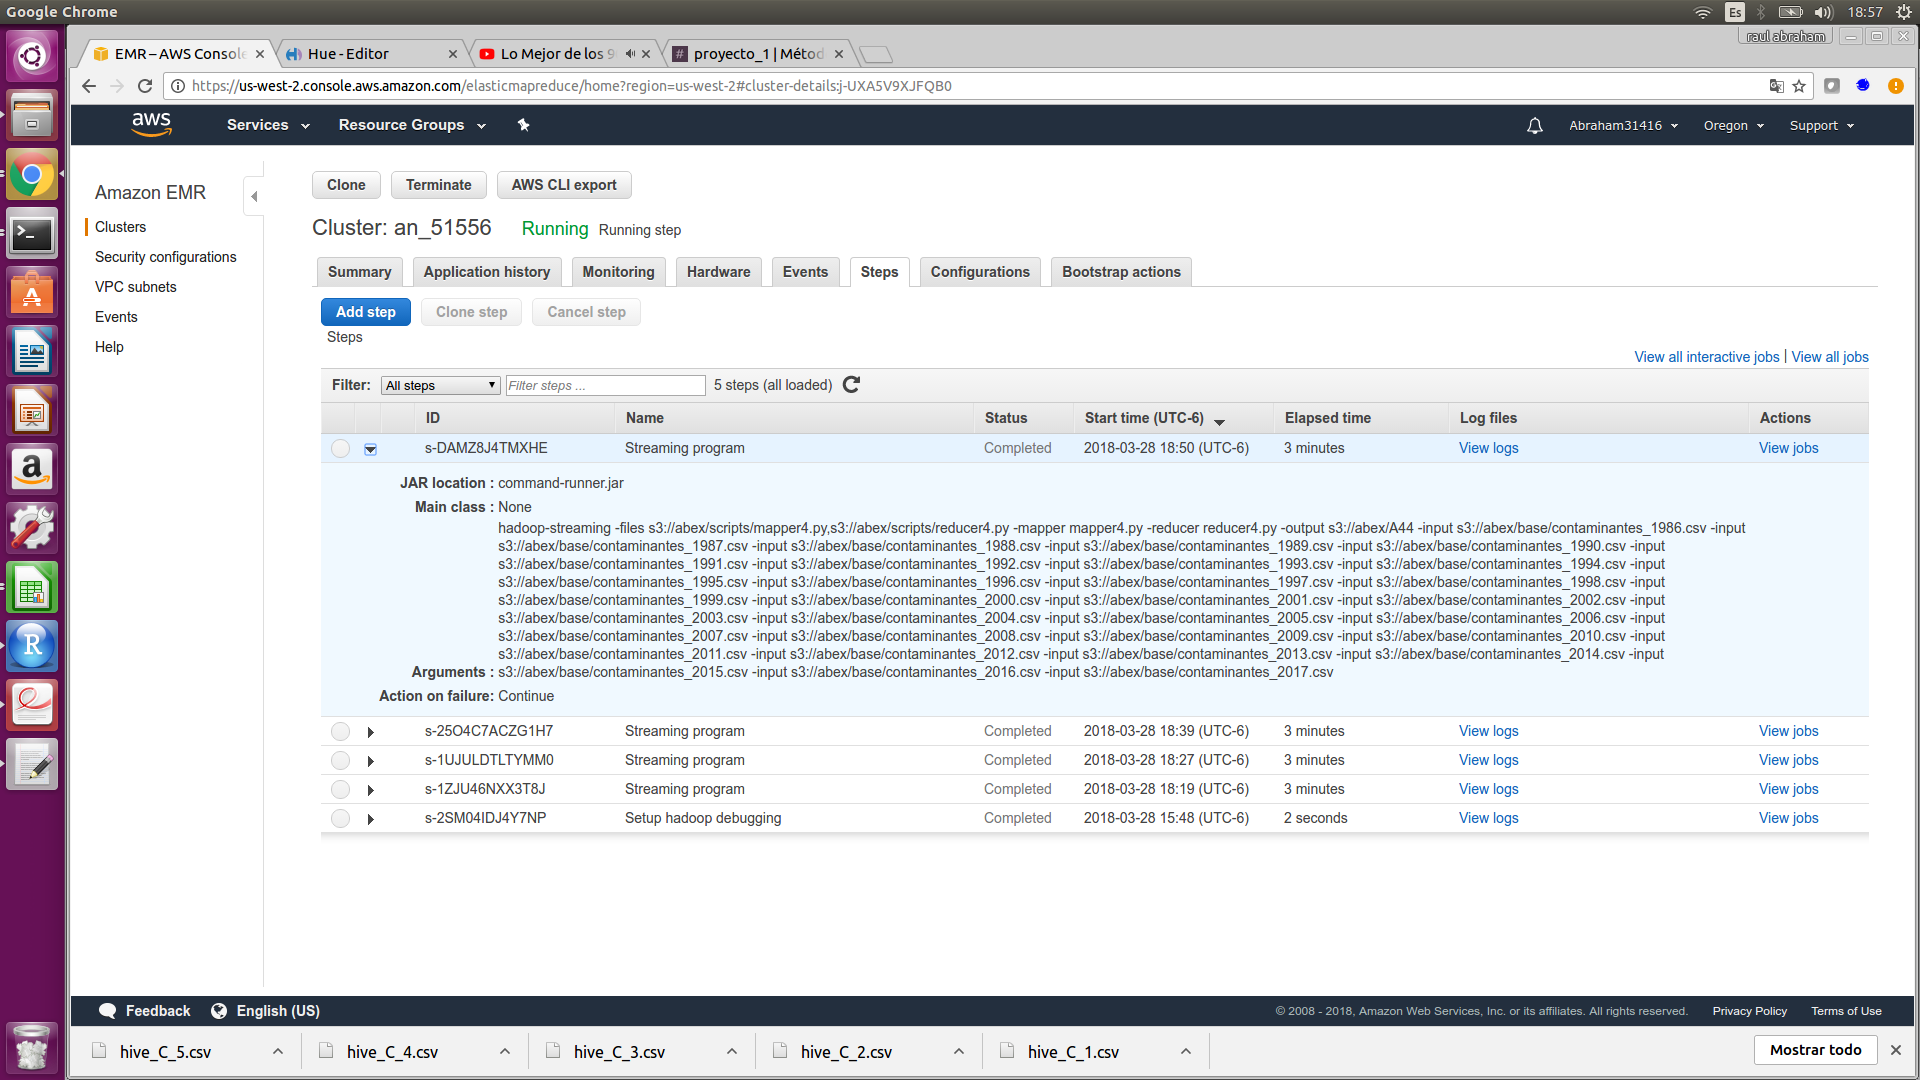 Google Chrome
Es
18:57
raul abraham
EMR – AWS Console
Hue - Editor
Lo Mejor de los 9
proyecto_1 | Métod
https://us-west-2.console.aws.amazon.com/elasticmapreduce/home?region=us-west-2#cluster-details:j-UXA5V9XJFQB0
aws
Services
Resource Groups
Abraham31416
Oregon
Support
Amazon EMR
Clusters
Security configurations
VPC subnets
Events
Help
Clone
Terminate
AWS CLI export
Cluster: an_51556
Running
Running step
Summary
Application history
Monitoring
Hardware
Events
Steps
Configurations
Bootstrap actions
Add step
Clone step
Cancel step
Steps
View all interactive jobs | View all jobs
Filter: All steps Filter steps ... 5 steps (all loaded)
ID Name Status Start time (UTC-6) Elapsed time Log files Actions
s-DAMZ8J4TMXHE Streaming program Completed 2018-03-28 18:50 (UTC-6) 3 minutes View logs View jobs
JAR location : command-runner.jar
Main class : None
hadoop-streaming -files s3://abex/scripts/mapper4.py,s3://abex/scripts/reducer4.py -mapper mapper4.py -reducer reducer4.py -output s3://abex/A44 -input s3://abex/base/contaminantes_1986.csv -input
s3://abex/base/contaminantes_1987.csv -input s3://abex/base/contaminantes_1988.csv -input s3://abex/base/contaminantes_1989.csv -input s3://abex/base/contaminantes_1990.csv -input
s3://abex/base/contaminantes_1991.csv -input s3://abex/base/contaminantes_1992.csv -input s3://abex/base/contaminantes_1993.csv -input s3://abex/base/contaminantes_1994.csv -input
s3://abex/base/contaminantes_1995.csv -input s3://abex/base/contaminantes_1996.csv -input s3://abex/base/contaminantes_1997.csv -input s3://abex/base/contaminantes_1998.csv -input
s3://abex/base/contaminantes_1999.csv -input s3://abex/base/contaminantes_2000.csv -input s3://abex/base/contaminantes_2001.csv -input s3://abex/base/contaminantes_2002.csv -input
s3://abex/base/contaminantes_2003.csv -input s3://abex/base/contaminantes_2004.csv -input s3://abex/base/contaminantes_2005.csv -input s3://abex/base/contaminantes_2006.csv -input
s3://abex/base/contaminantes_2007.csv -input s3://abex/base/contaminantes_2008.csv -input s3://abex/base/contaminantes_2009.csv -input s3://abex/base/contaminantes_2010.csv -input
s3://abex/base/contaminantes_2011.csv -input s3://abex/base/contaminantes_2012.csv -input s3://abex/base/contaminantes_2013.csv -input s3://abex/base/contaminantes_2014.csv -input
Arguments : s3://abex/base/contaminantes_2015.csv -input s3://abex/base/contaminantes_2016.csv -input s3://abex/base/contaminantes_2017.csv
Action on failure: Continue
s-25O4C7ACZG1H7 Streaming program Completed 2018-03-28 18:39 (UTC-6) 3 minutes View logs View jobs
s-1UJULDTLTYMM0 Streaming program Completed 2018-03-28 18:27 (UTC-6) 3 minutes View logs View jobs
s-1ZJU46NXX3T8J Streaming program Completed 2018-03-28 18:19 (UTC-6) 3 minutes View logs View jobs
s-2SM04IDJ4Y7NP Setup hadoop debugging Completed 2018-03-28 15:48 (UTC-6) 2 seconds View logs View jobs
Feedback
English (US)
© 2008 - 2018, Amazon Web Services, Inc. or its affiliates. All rights reserved.
Privacy Policy
Terms of Use
hive_C_5.csv
hive_C_4.csv
hive_C_3.csv
hive_C_2.csv
hive_C_1.csv
Mostrar todo